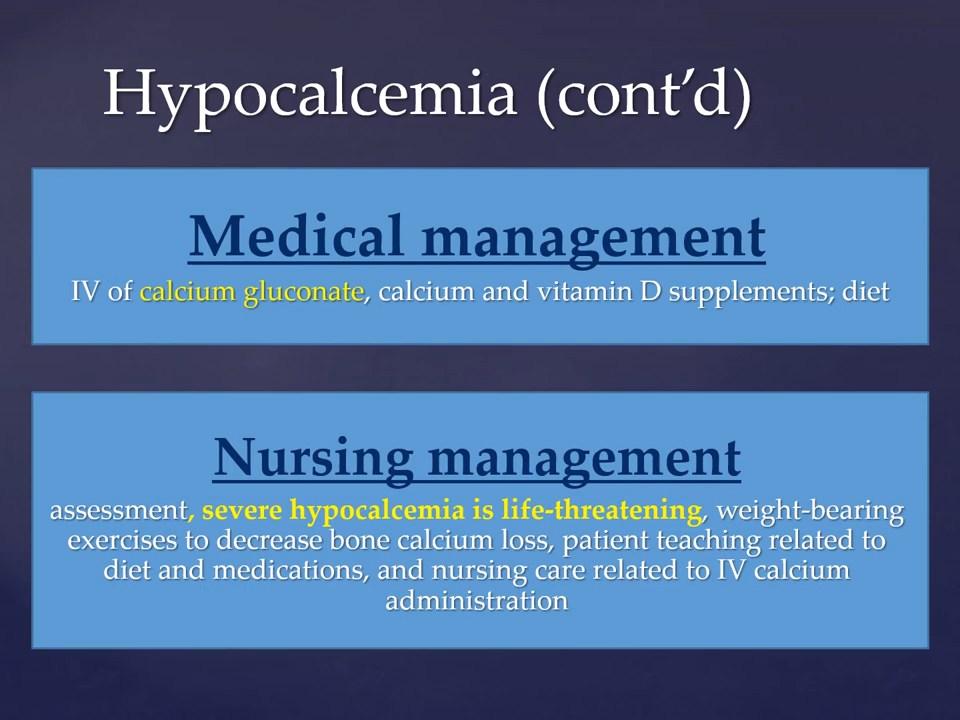 Hypocalcemia (cont’d)
Medical management
IV of calcium gluconate, calcium and vitamin D supplements; diet
Nursing management
assessment, severe hypocalcemia is life-threatening, weight-bearing
exercises to decrease bone calcium loss, patient teaching related to
diet and medications, and nursing care related to IV calcium
administration